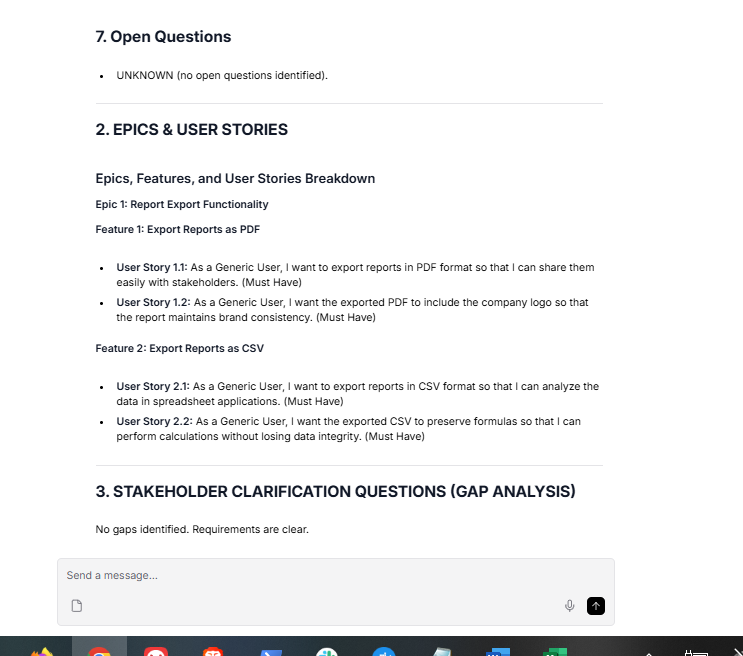 7. Open Questions
• UNKNOWN (no open questions identified).
2. EPICS & USER STORIES
Epics, Features, and User Stories Breakdown
Epic 1: Report Export Functionality
Feature 1: Export Reports as PDF
• User Story 1.1: As a Generic User, I want to export reports in PDF format so that I can share them
easily with stakeholders. (Must Have)
• User Story 1.2: As a Generic User, I want the exported PDF to include the company logo so that
the report maintains brand consistency. (Must Have)
Feature 2: Export Reports as CSV
• User Story 2.1: As a Generic User, I want to export reports in CSV format so that I can analyze the
data in spreadsheet applications. (Must Have)
• User Story 2.2: As a Generic User, I want the exported CSV to preserve formulas so that I can
perform calculations without losing data integrity. (Must Have)
3. STAKEHOLDER CLARIFICATION QUESTIONS (GAP ANALYSIS)
No gaps identified. Requirements are clear.
Send a message...